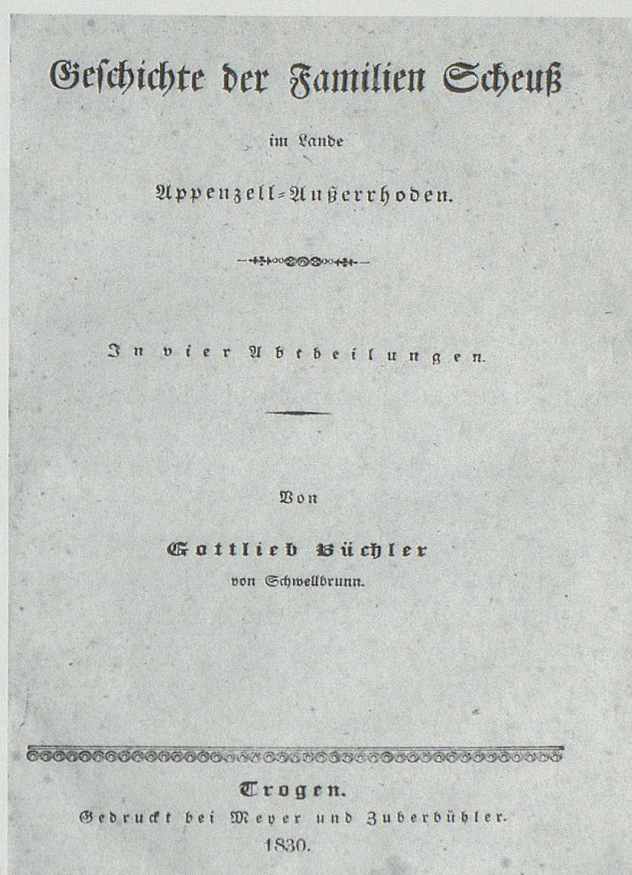 Geschichte der Familien Scheuß
im Lande
Appenzell-Außerrhoden.
In vier Abtheilungen.
Von
Gottlieb Büchler
von Schwellbrunn.
Trogen.
Gedruckt bei Meyer und Zuberbühler.
1830.